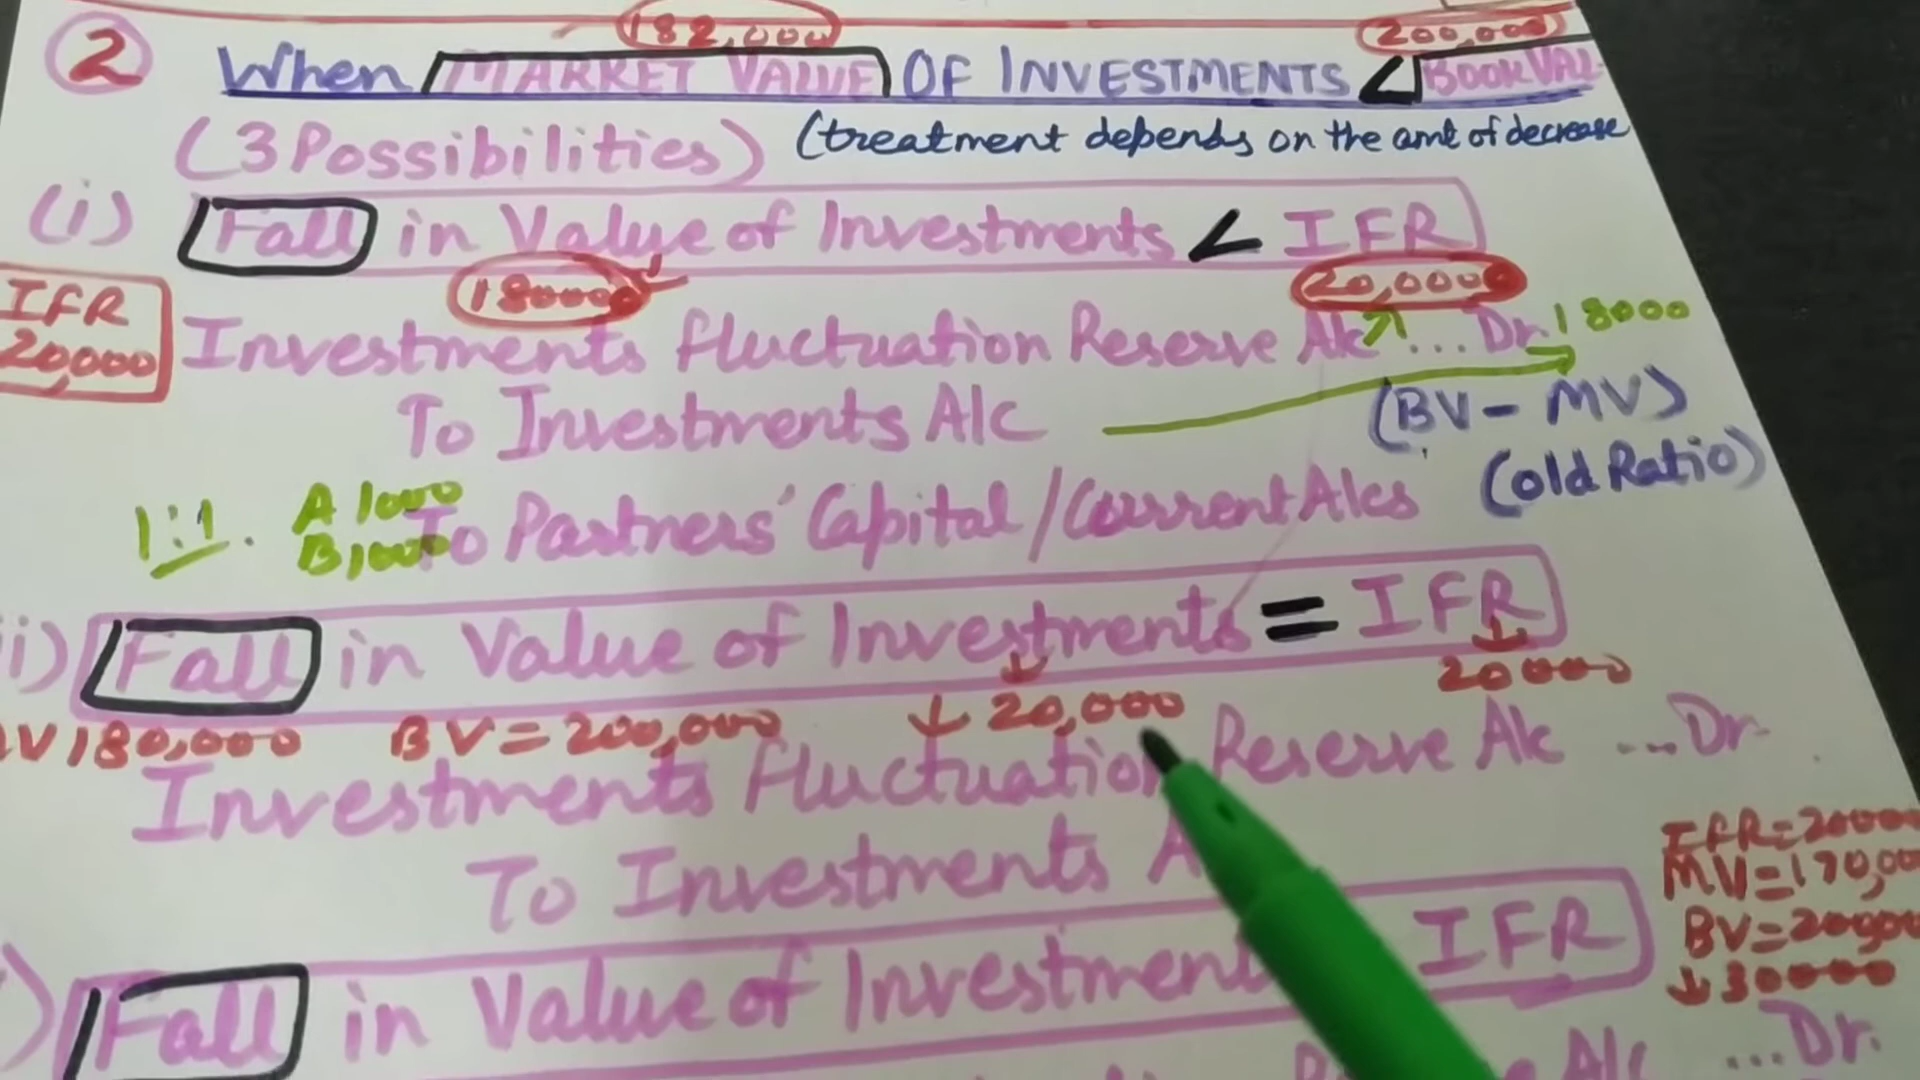 182,000 200,000
2 When MARKET VALUE OF INVESTMENTS < BOOK VAL
(3 Possibilities) (treatment depends on the amt of decrease
(i) Fall in Value of Investments < IFR
18000 20,000
IFR
20,000
Investments Fluctuation Reserve A/c ... Dr. 18000
To Investments A/c (BV - MV)
1:1. A 1000
B 1000
To Partners' Capital/Current A/cs (old Ratio)
i) Fall in Value of Investments = IFR
V 180,000 BV = 200,000 ↓ 20,000 20000
Investments Fluctuation Reserve A/c ... Dr.
To Investments A
IFR = 20000
MV = 170,00
BV = 20000
↓ 30000
) Fall in Value of Investment IFR
A/c ... Dr.